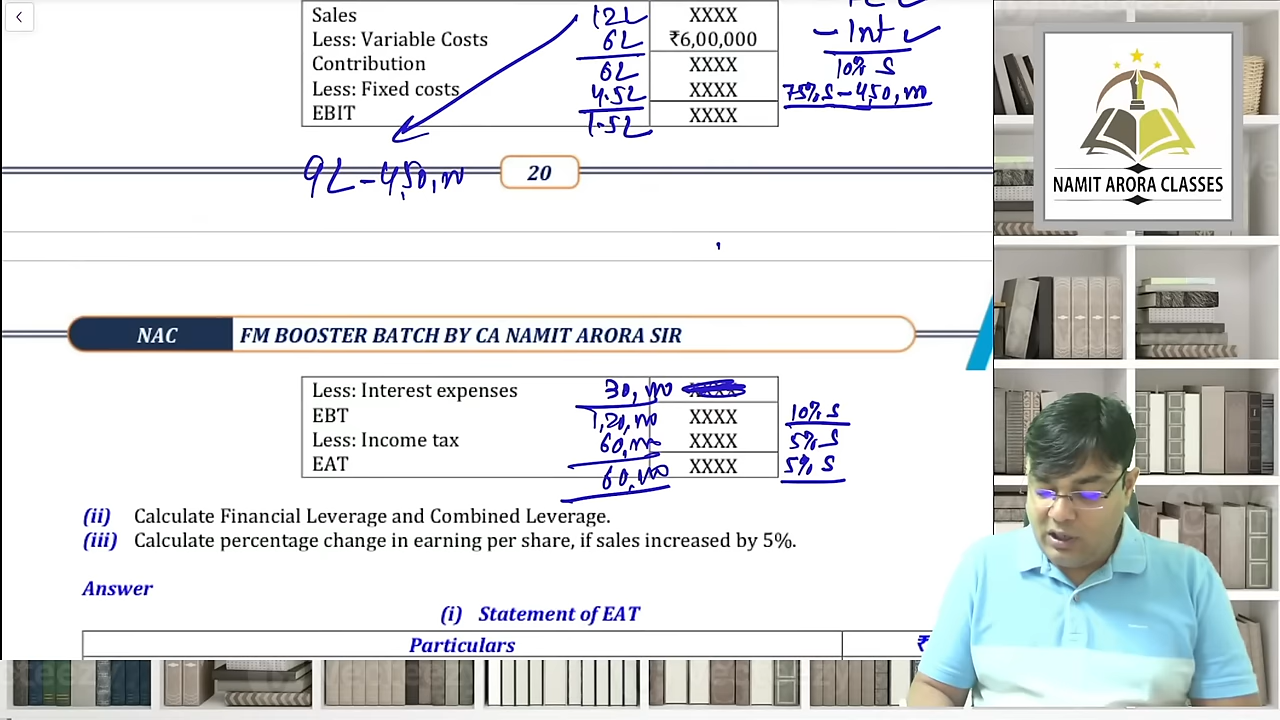 Sales 12L XXXX
- Int ✓
Less: Variable Costs 6L ₹6,00,000
Contribution 6L XXXX 10% S
Less: Fixed costs 4.5L XXXX 75% S - 4,50,000
EBIT 1.5L XXXX
9L - 4,50,000
20
NAMIT ARORA CLASSES
NAC FM BOOSTER BATCH BY CA NAMIT ARORA SIR
Less: Interest expenses 30,000
EBT 1,20,000 XXXX 10% S
Less: Income tax 60,000 XXXX 5% S
EAT 60,000 XXXX 5% S
(ii) Calculate Financial Leverage and Combined Leverage.
(iii) Calculate percentage change in earning per share, if sales increased by 5%.
Answer
(i) Statement of EAT
Particulars ₹